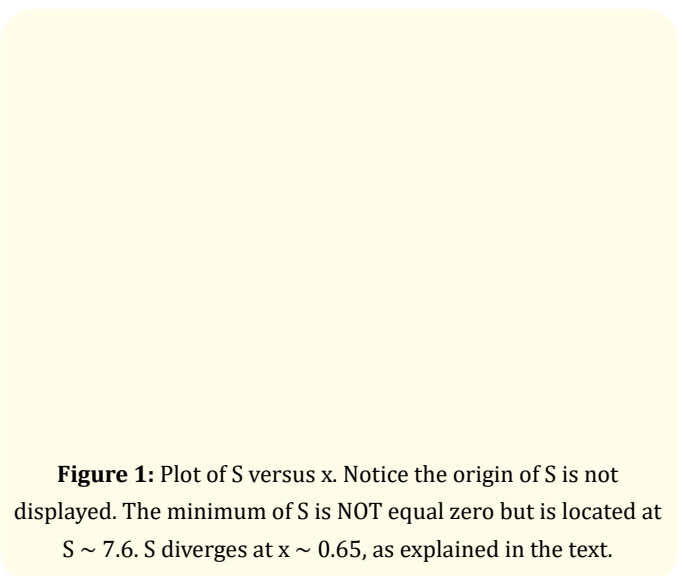 Figure 1: Plot of S versus x. Notice the origin of S is not
displayed. The minimum of S is NOT equal zero but is located at
S ~ 7.6. S diverges at x ~ 0.65, as explained in the text.